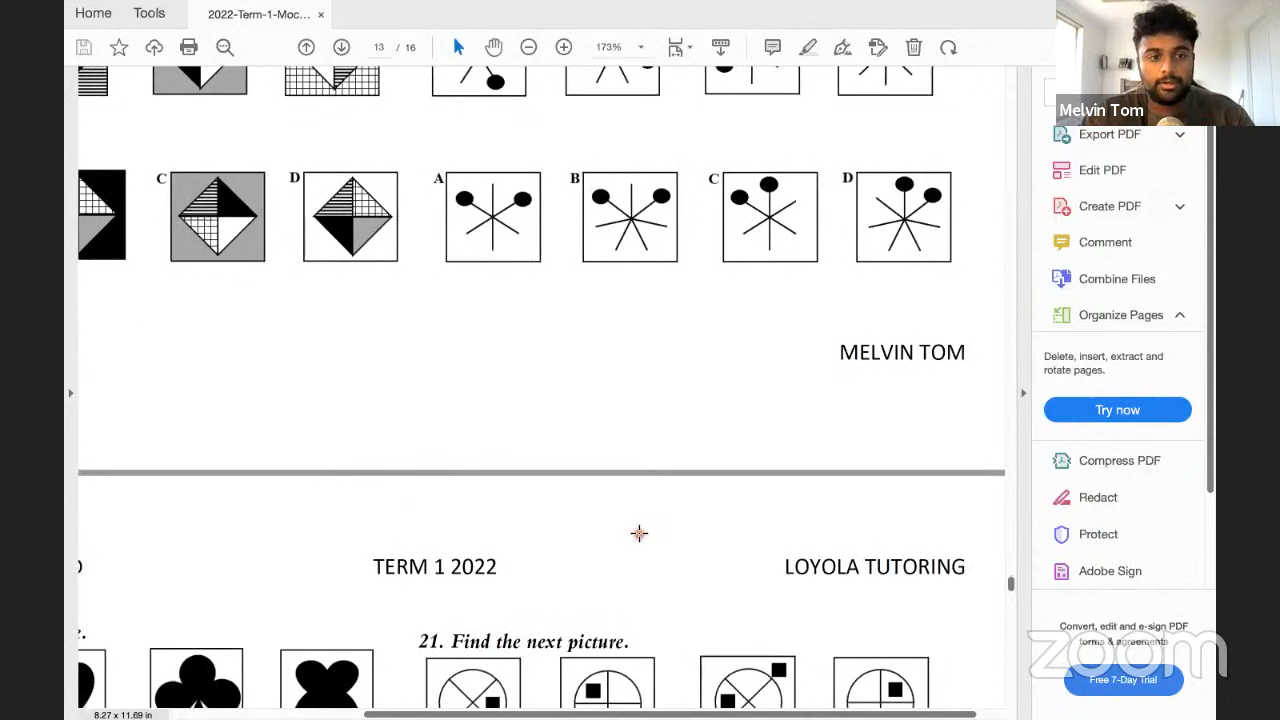 Home Tools 2022-Term-1-Moc... ×
13 / 16 173%
Melvin Tom
Export PDF
Edit PDF
Create PDF
Comment
Combine Files
Organize Pages
Delete, insert, extract and
rotate pages.
Try now
Compress PDF
Redact
Protect
Adobe Sign
Convert, edit and e-sign PDF
forms & agreements
Free 7-Day Trial
zoom
C D A B C D
MELVIN TOM
TERM 1 2022 LOYOLA TUTORING
21. Find the next picture.
8.27 x 11.69 in